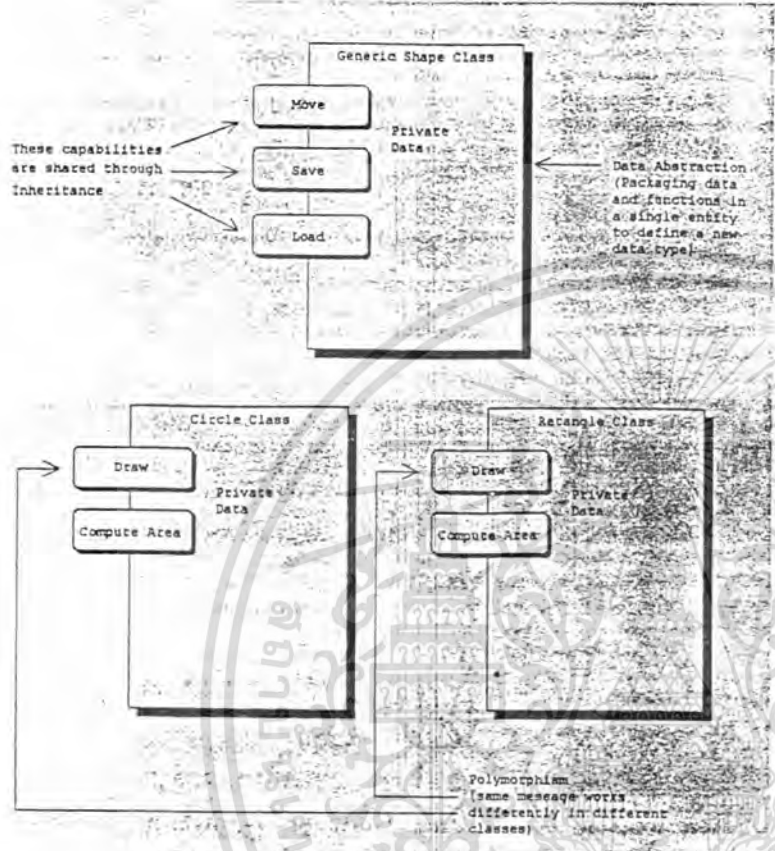 Generic Shape Class
Move
Private
Data
These capabilities
are shared through
Inheritance
Save
Load
Data Abstraction
(Packaging data
and functions in
a single entity
to define a new
data type)
Circle Class
Draw
Private
Data
Compute Area
Retangle Class
Draw
Private
Data
Compute Area
Polymorphism
(same message works
differently in different
classes)